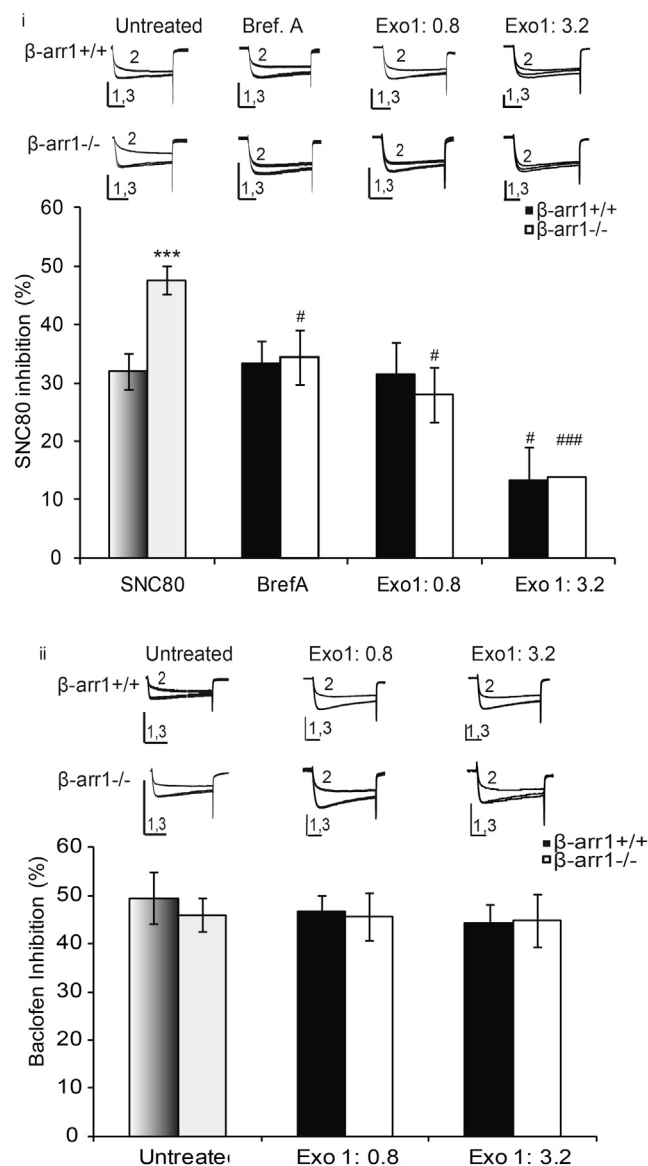 i
Untreated Bref. A Exo1: 0.8 Exo1: 3.2
β-arr1+/+
2 2 2 2
1,3 1,3 1,3 1,3
β-arr1-/-
2 2 2 2
1,3 1,3 1,3 1,3
β-arr1+/+
β-arr1-/-
SNC80 inhibition (%)
60
50
40
30
20
10
0
***
#
#
#
###
SNC80 BrefA Exo1: 0.8 Exo 1: 3.2
ii
Untreated Exo1: 0.8 Exo1: 3.2
β-arr1+/+
2 2 2
1,3 1,3 1,3
β-arr1-/-
2 2 2
1,3 1,3 1,3
β-arr1+/+
β-arr1-/-
Baclofen Inhibition (%)
60
50
40
30
20
10
0
Untreated Exo 1: 0.8 Exo 1: 3.2